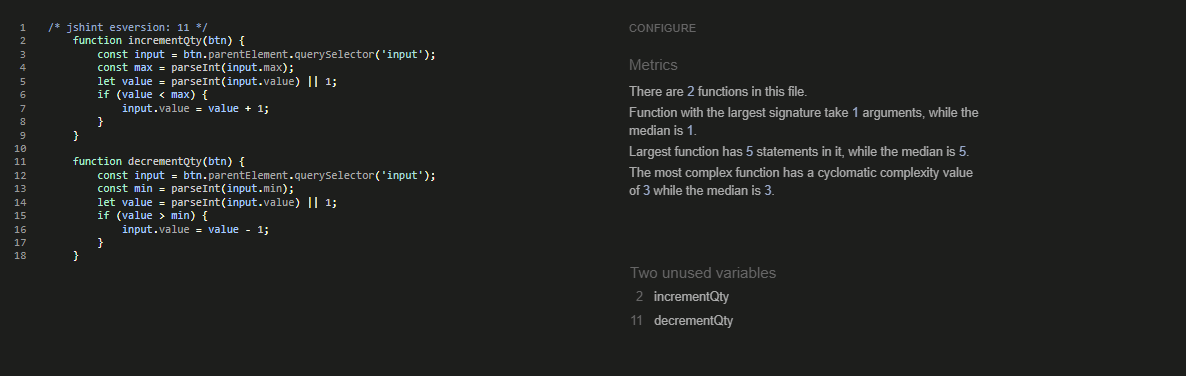 1 /* jshint esversion: 11 */
2 function incrementQty(btn) {
3 const input = btn.parentElement.querySelector('input');
4 const max = parseInt(input.max);
5 let value = parseInt(input.value) || 1;
6 if (value < max) {
7 input.value = value + 1;
8 }
9 }
10
11 function decrementQty(btn) {
12 const input = btn.parentElement.querySelector('input');
13 const min = parseInt(input.min);
14 let value = parseInt(input.value) || 1;
15 if (value > min) {
16 input.value = value - 1;
17 }
18 }
CONFIGURE
Metrics
There are 2 functions in this file.
Function with the largest signature take 1 arguments, while the
median is 1.
Largest function has 5 statements in it, while the median is 5.
The most complex function has a cyclomatic complexity value
of 3 while the median is 3.
Two unused variables
2 incrementQty
11 decrementQty